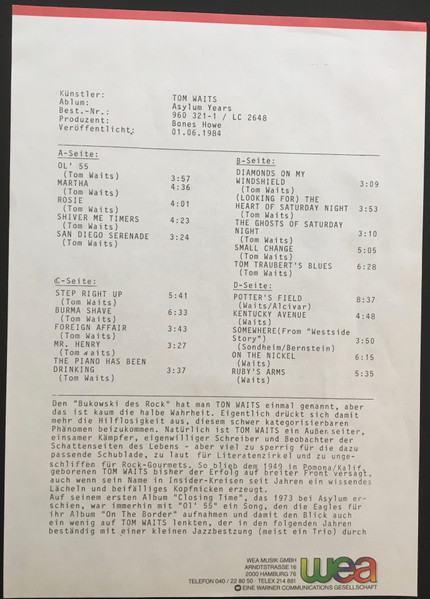 Künstler: TOM WAITS
Ablum: Asylum Years
Best.-Nr.: 960 321-1 / LC 2648
Produzent: Bones Howe
Veröffentlicht: 01.06.1984
A-Seite:
OL' 55
(Tom Waits) 3:57
MARTHA 4:36
(Tom Waits)
ROSIE 4:01
(Tom Waits)
SHIVER ME TIMERS 4:23
(Tom Waits)
SAN DIEGO SERENADE 3:24
(Tom Waits)
B-Seite:
DIAMONDS ON MY
WINDSHIELD 3:09
(Tom Waits)
(LOOKING FOR) THE
HEART OF SATURDAY NIGHT 3:53
(Tom Waits)
THE GHOSTS OF SATURDAY
NIGHT 3:10
(Tom Waits)
SMALL CHANGE 5:05
(Tom Waits)
TOM TRAUBERT'S BLUES 6:28
(Tom Waits)
C-Seite:
STEP RIGHT UP 5:41
(Tom Waits)
BURMA SHAVE 6:33
(Tom Waits)
FOREIGN AFFAIR 3:43
(Tom Waits)
MR. HENRY 3:27
(Tom Waits)
THE PIANO HAS BEEN
DRINKING 3:37
(Tom Waits)
D-Seite:
POTTER'S FIELD 8:37
(Waits/Alcivar)
KENTUCKY AVENUE 4:48
(Waits)
SOMEWHERE(From "Westside
Story") 3:50
(Sondheim/Bernstein)
ON THE NICKEL 6:15
(Waits)
RUBY'S ARMS 5:35
(Waits)
Den "Bukowski des Rock" hat man TON WAITS einmal genannt, aber
das ist kaum die halbe Wahrheit. Eigentlich drückt sich damit
mehr die Hilflosigkeit aus, diesem schwer kategorisierbaren
Phänomen beizukommen. Natürlich ist TOM WAITS ein Außenseiter,
einsamer Kämpfer, eigenwilliger Schreiber und Beobachter der
Schattenseiten des Lebens - aber viel zu sperrig für die dazu
passende Schublade, zu laut für Literatenzirkel und zu unge-
schliffen für Rock-Gourmets. So blieb dem 1949 in Pomona/Kalif.
geborenen TOM WAITS bisher der Erfolg auf breiter Front versagt,
auch wenn sein Name in Insider-Kreisen seit Jahren ein wissendes
Lächeln und beifälliges Kopfnicken erzeugt.
Auf seinem ersten Album "Closing Time", das 1973 bei Asylum er-
schien, war immerhin mit "Ol' 55" ein Song, den die Eagles für
ihr Album "On The Border" aufnahmen und damit den Blick auch
ein wenig auf TOM WAITS lenkten, der in den folgenden Jahren
beständig mit einer kleinen Jazzbestzung (meist ein Trio) durch
WEA MUSIK GMBH
ARNDTSTRASSE 16
2000 HAMBURG 76
TELEFON 040 / 22 80 50 · TELEX 214 881
EINE WARNER COMMUNICATIONS GESELLSCHAFT
wea